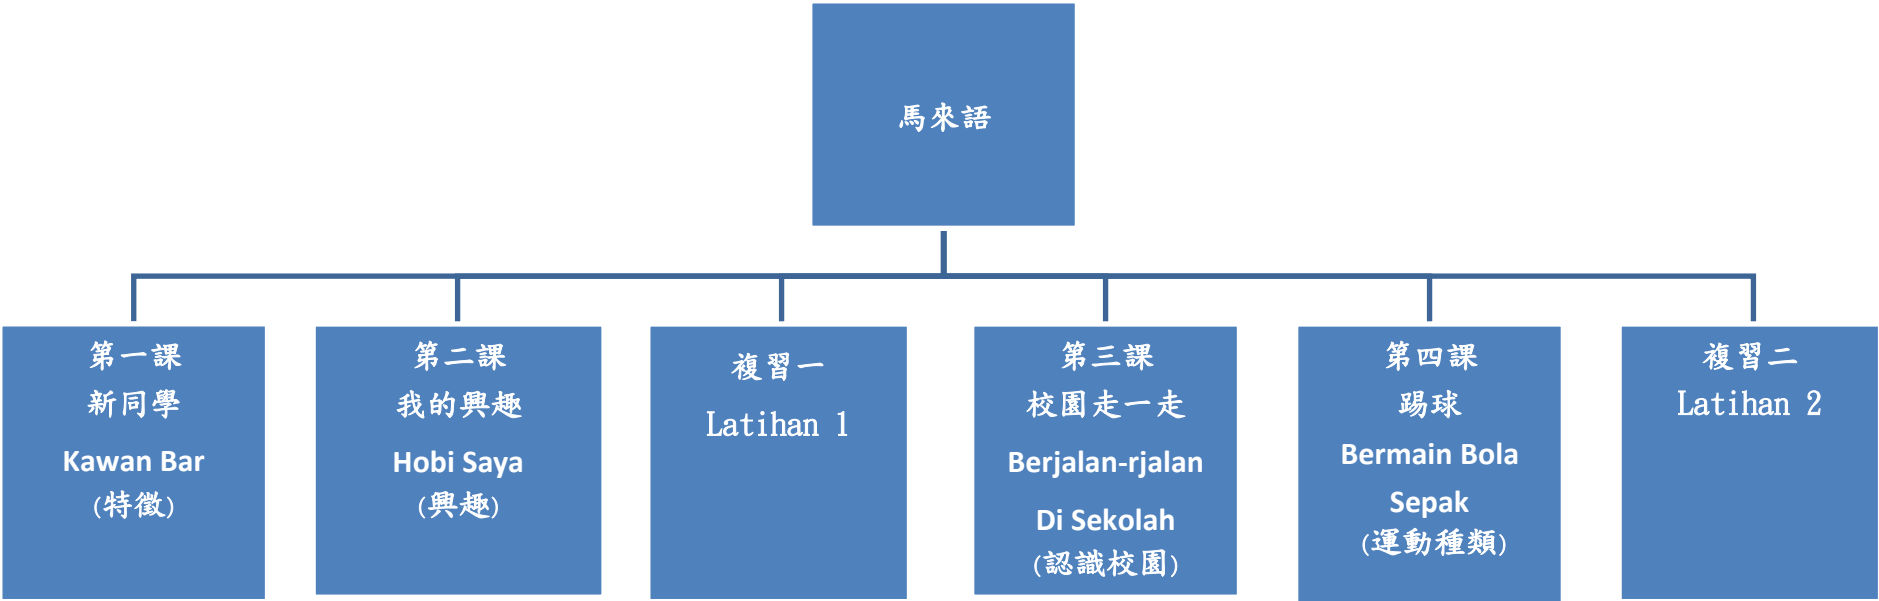 馬來語
第一課
新同學
Kawan Bar
(特徵)
第二課
我的興趣
Hobi Saya
(興趣)
複習一
Latihan 1
第三課
校園走一走
Berjalan-rjalan
Di Sekolah
(認識校園)
第四課
踢球
Bermain Bola
Sepak
(運動種類)
複習二
Latihan 2